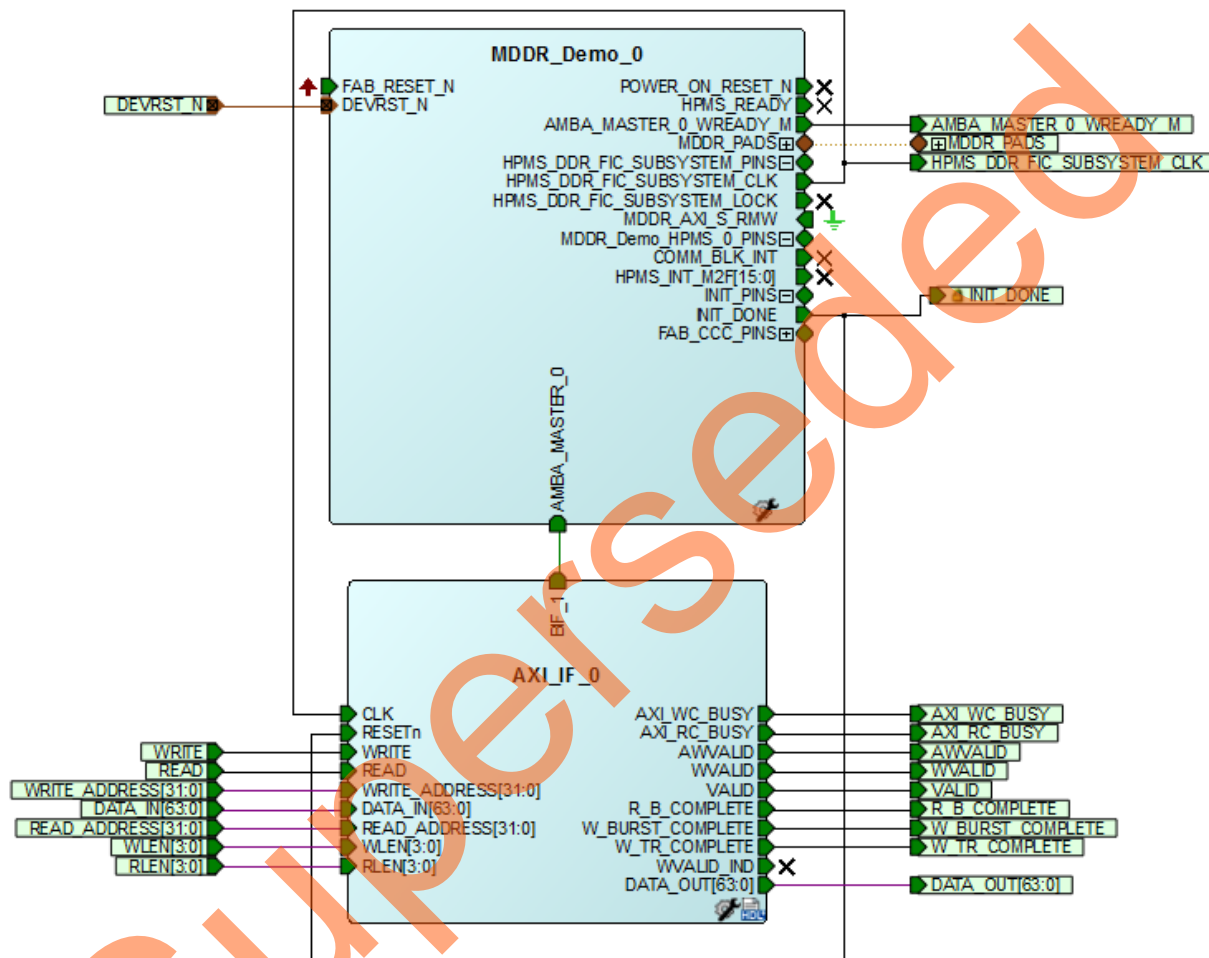 MDDR_Demo_0
FAB_RESET_N
DEVRST_N
DEVRST_N
POWER_ON_RESET_N
HPMS_READY
AMBA_MASTER_0_WREADY_M
MDDR_PADS
HPMS_DDR_FIC_SUBSYSTEM_PINS
HPMS_DDR_FIC_SUBSYSTEM_CLK
HPMS_DDR_FIC_SUBSYSTEM_LOCK
MDDR_AXI_S_RMW
MDDR_Demo_HPMS_0_PINS
COMM_BLK_INT
HPMS_INT_M2F[15:0]
INIT_PINS
INIT_DONE
FAB_CCC_PINS
AMBA_MASTER_0_WREADY_M
MDDR_PADS
HPMS_DDR_FIC_SUBSYSTEM_CLK
INIT_DONE
AMBA_MASTER_0
BIF_1
AXI_IF_0
CLK
RESETn
WRITE
READ
WRITE_ADDRESS[31:0]
DATA_IN[63:0]
READ_ADDRESS[31:0]
WLEN[3:0]
RLEN[3:0]
WRITE
READ
WRITE_ADDRESS[31:0]
DATA_IN[63:0]
READ_ADDRESS[31:0]
WLEN[3:0]
RLEN[3:0]
AXI_WC_BUSY
AXI_RC_BUSY
AWVALID
WVALID
VALID
R_B_COMPLETE
W_BURST_COMPLETE
W_TR_COMPLETE
WVALID_IND
DATA_OUT[63:0]
AXI_WC_BUSY
AXI_RC_BUSY
AWVALID
WVALID
VALID
R_B_COMPLETE
W_BURST_COMPLETE
W_TR_COMPLETE
DATA_OUT[63:0]
HDL
Superseded